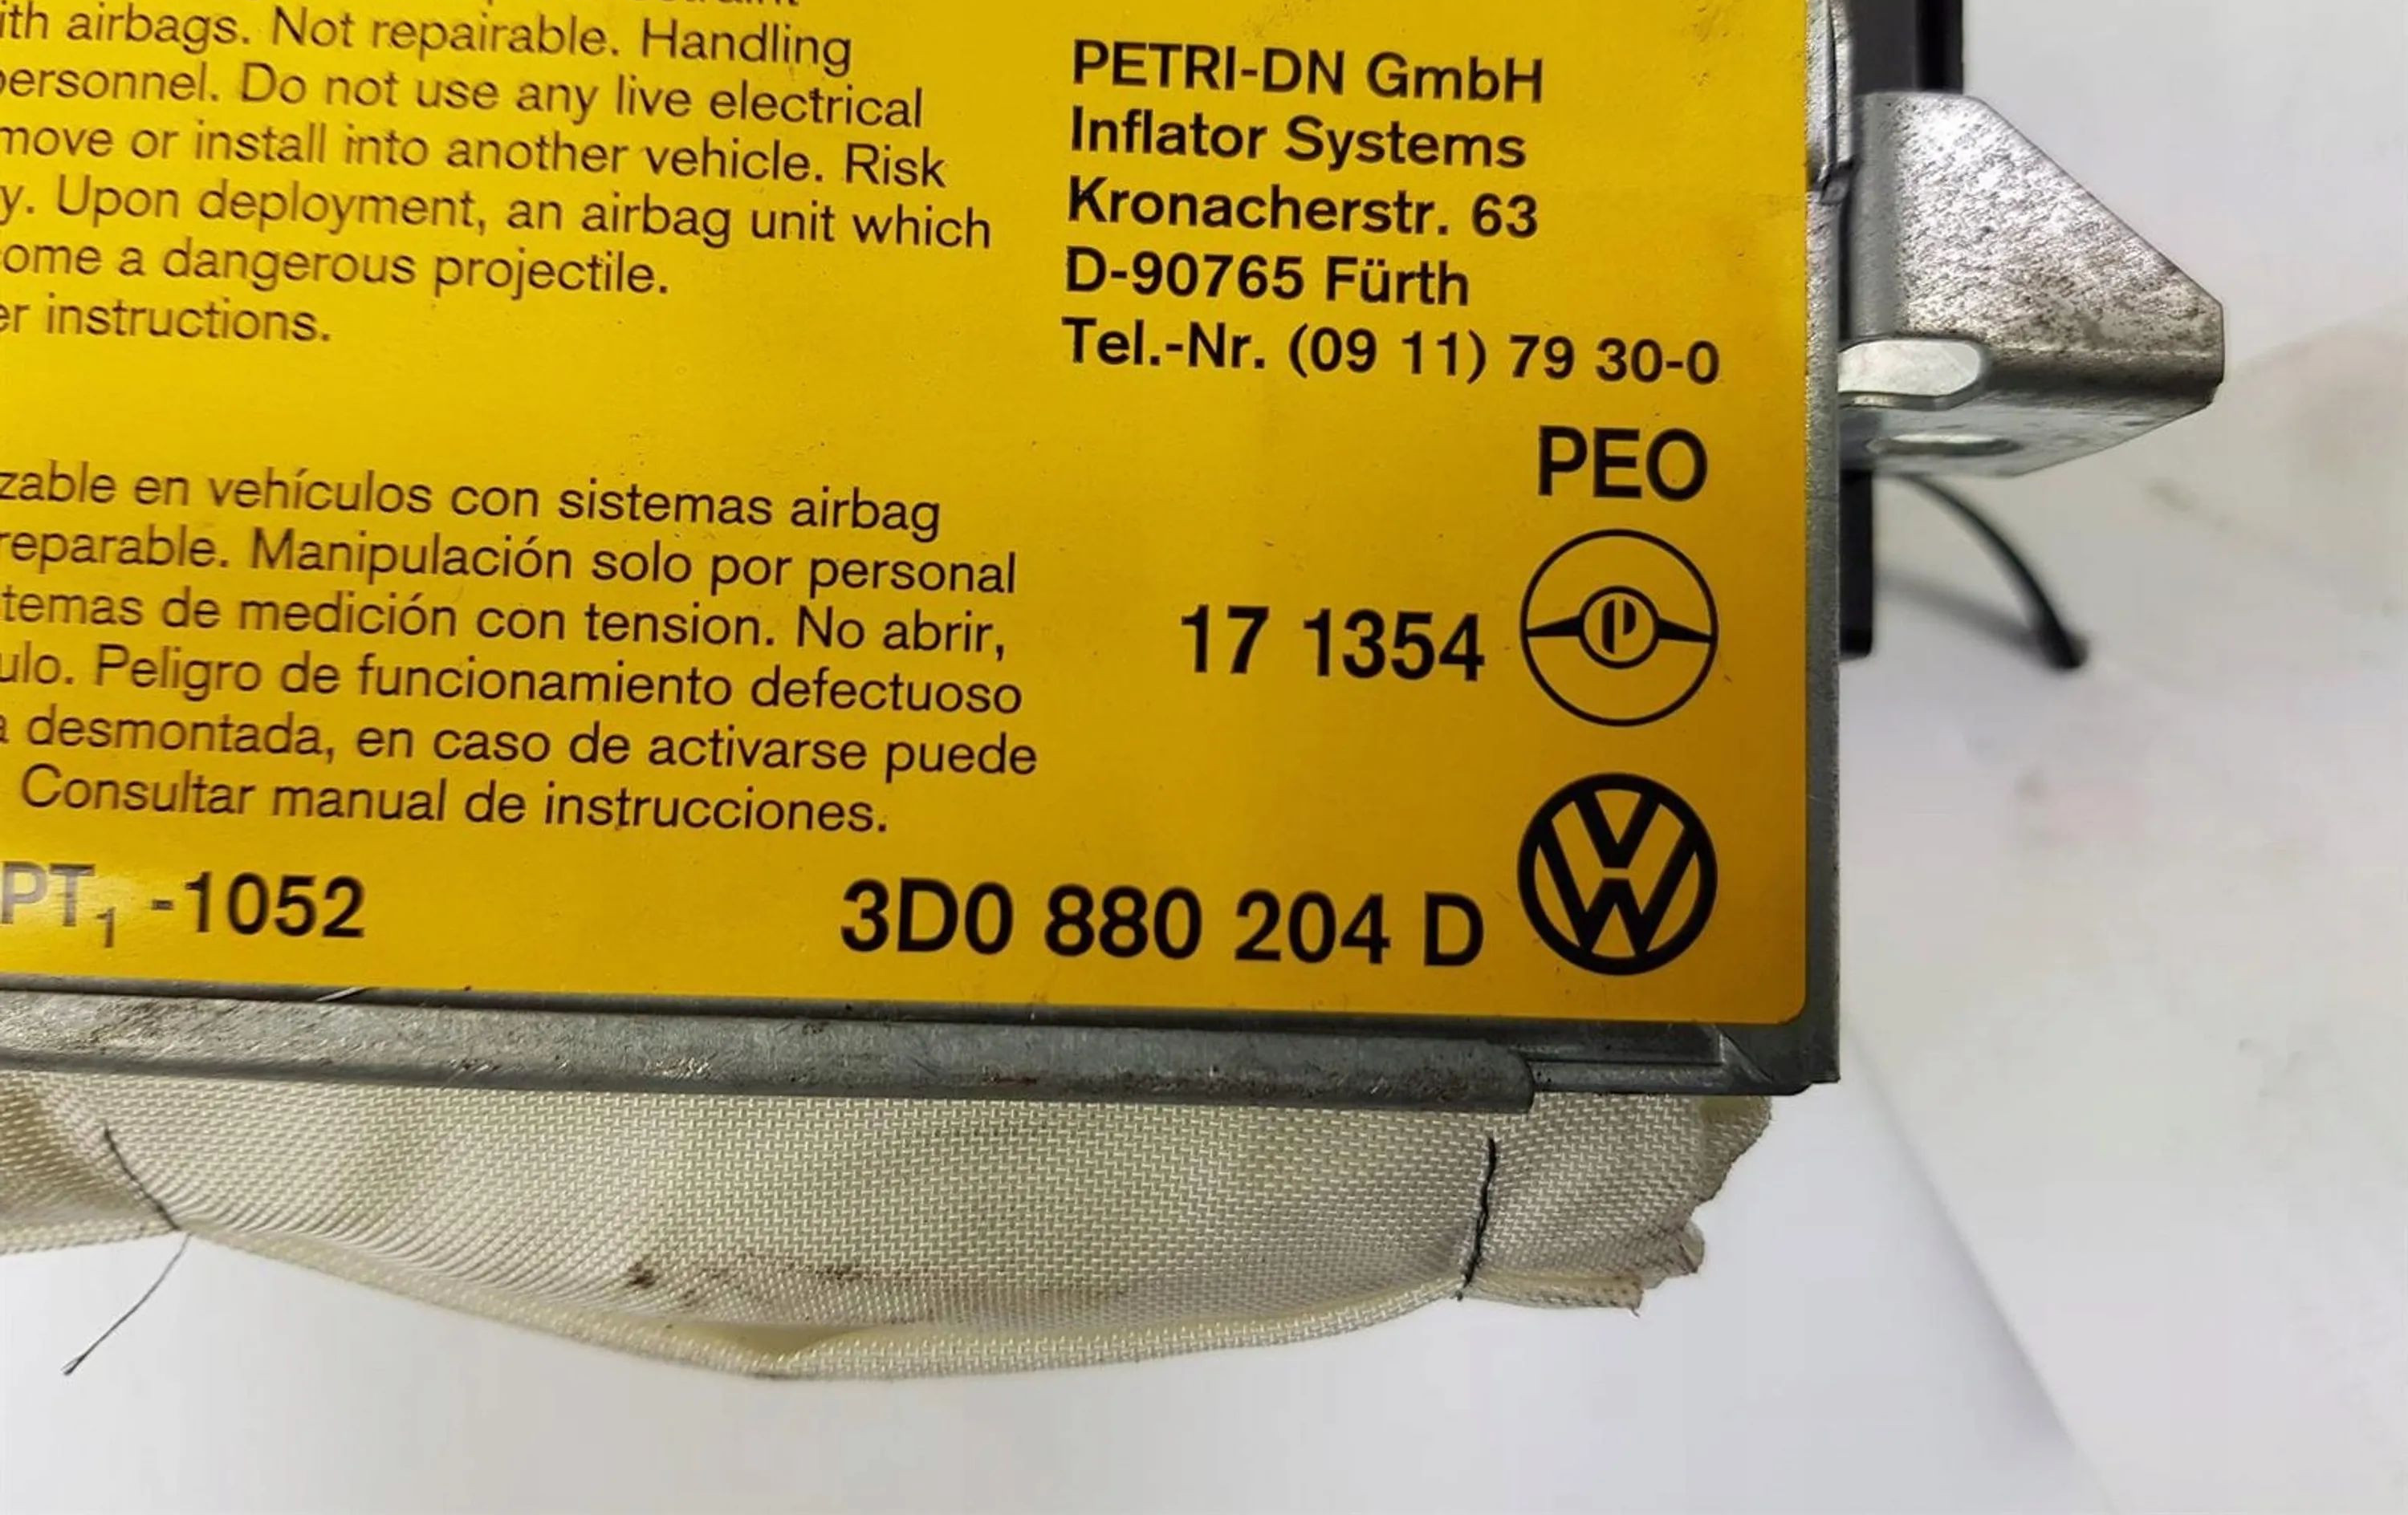 ith airbags. Not repairable. Handling
personnel. Do not use any live electrical
move or install into another vehicle. Risk
y. Upon deployment, an airbag unit which
ome a dangerous projectile.
er instructions.
PETRI-DN GmbH
Inflator Systems
Kronacherstr. 63
D-90765 Fürth
Tel.-Nr. (09 11) 79 30-0
PEO
zable en vehículos con sistemas airbag
reparable. Manipulación solo por personal
temas de medición con tension. No abrir,
ulo. Peligro de funcionamiento defectuoso
a desmontada, en caso de activarse puede
Consultar manual de instrucciones.
17 1354
P
PT₁ -1052
3D0 880 204 D
VW